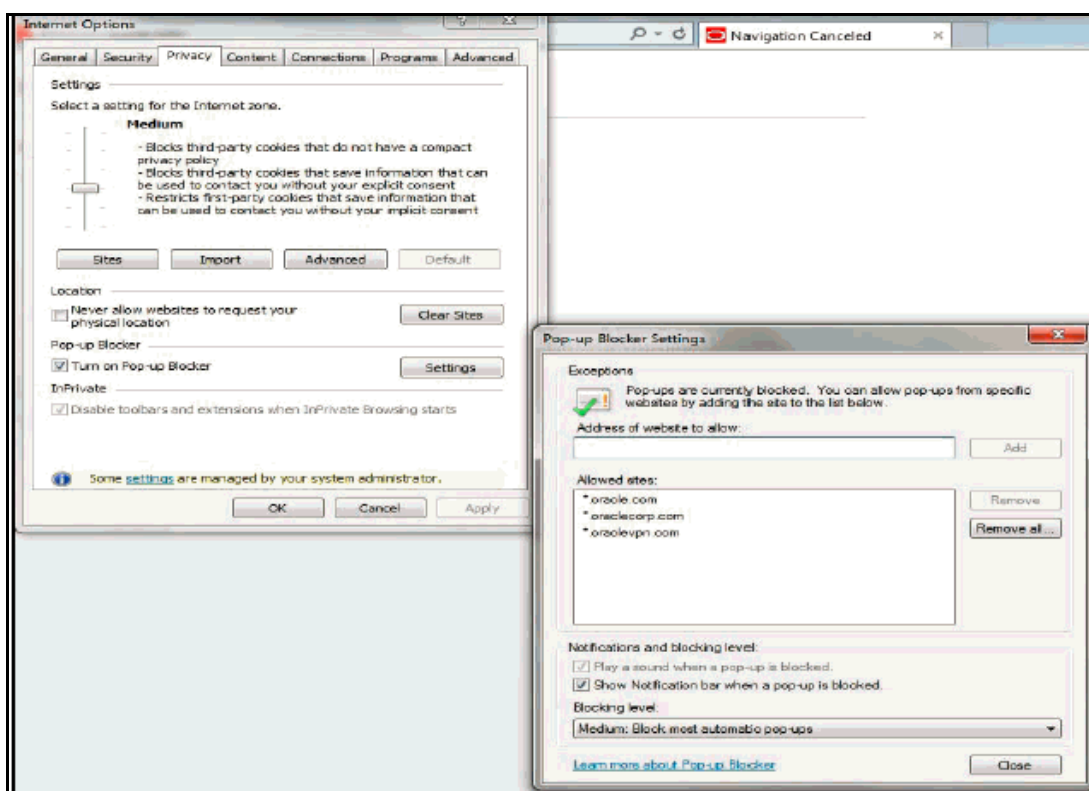 Internet Options
Navigation Canceled
General Security Privacy Content Connections Programs Advanced
Settings
Select a setting for the Internet zone.
Medium
- Blocks third-party cookies that do not have a compact
privacy policy
- Blocks third-party cookies that save information that can
be used to contact you without your explicit consent
- Restricts first-party cookies that save information that
can be used to contact you without your implicit consent
Sites Import Advanced Default
Location
Never allow websites to request your
physical location
Clear Sites
Pop-up Blocker
Turn on Pop-up Blocker
Settings
InPrivate
Disable toolbars and extensions when InPrivate Browsing starts
Some settings are managed by your system administrator.
OK Cancel Apply
Pop-up Blocker Settings
Exceptions
Pop-ups are currently blocked. You can allow pop-ups from specific
websites by adding the site to the list below.
Address of website to allow:
Add
Allowed sites:
*.oracle.com
*.oraclecorp.com
*.oraclevpn.com
Remove
Remove all...
Notifications and blocking level:
Play a sound when a pop-up is blocked.
Show Notification bar when a pop-up is blocked.
Blocking level:
Medium: Block most automatic pop-ups
Learn more about Pop-up Blocker
Close